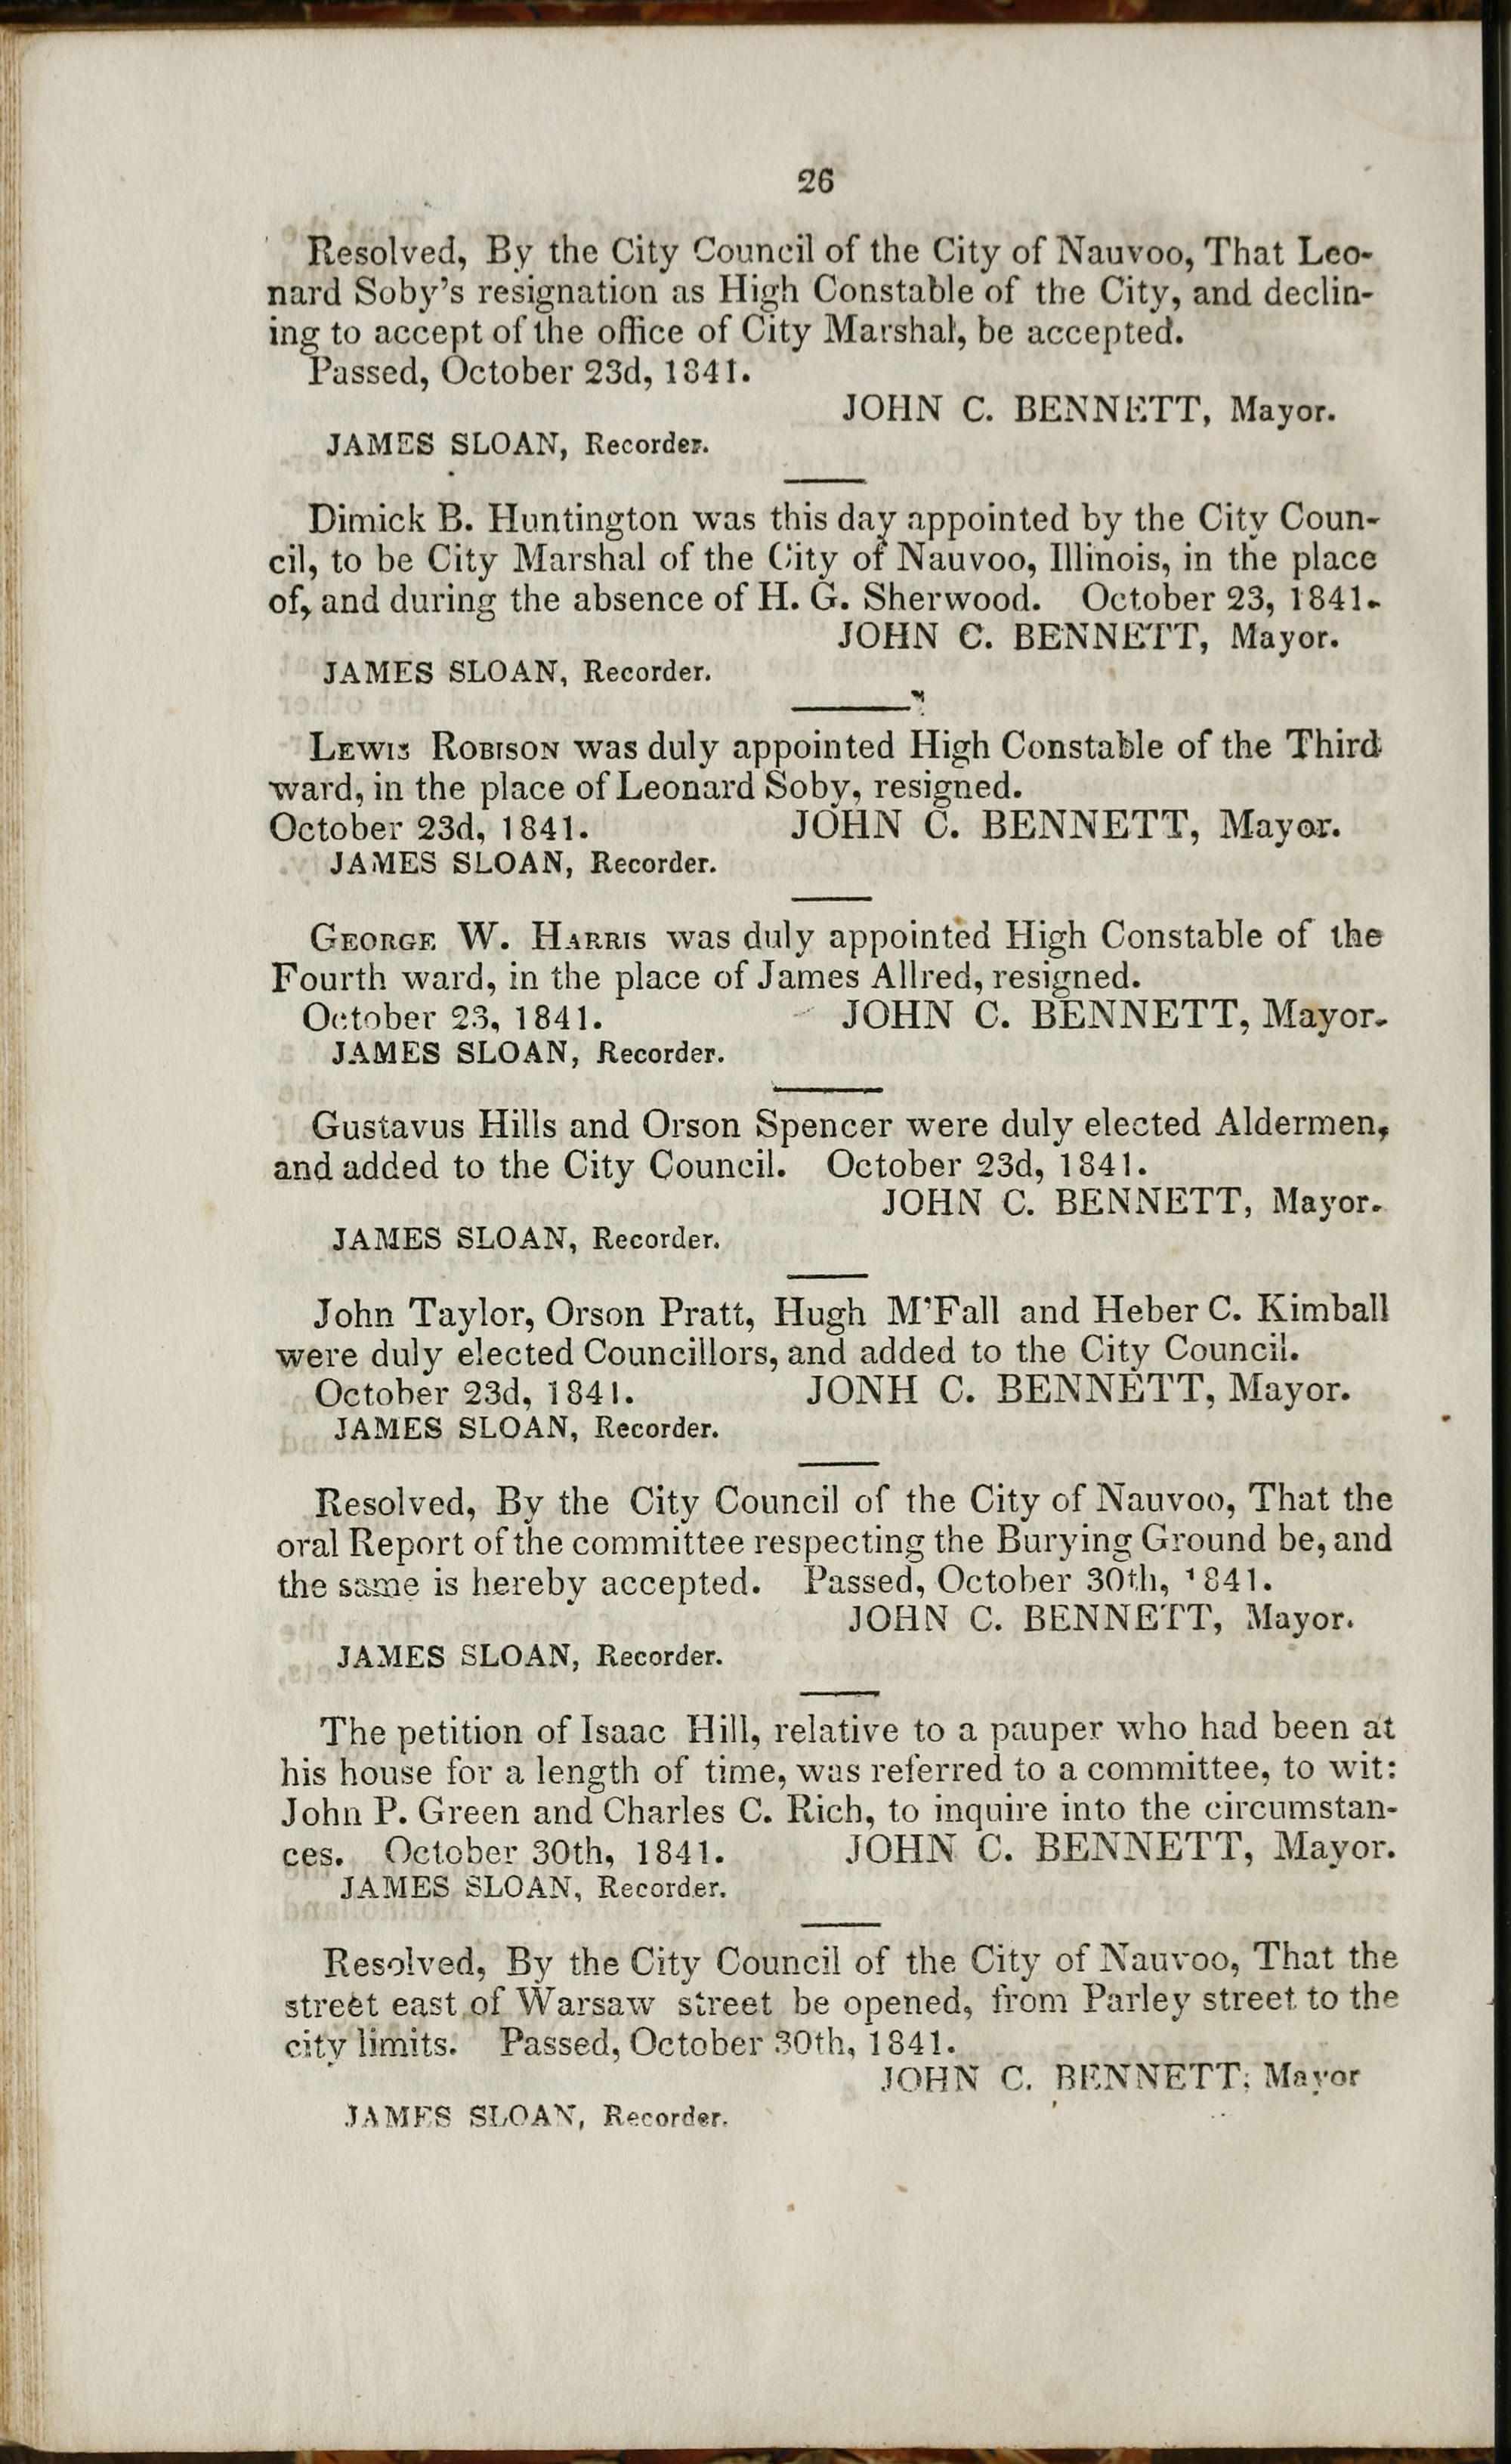 26
Resolved, By the City Council of the City of Nauvoo, That Leo-
nard Soby's resignation as High Constable of the City, and declin-
ing to accept of the office of City Marshal, be accepted.
Passed, October 23d, 1841.
JOHN C. BENNETT, Mayor.
JAMES SLOAN, Recorder.
Dimick B. Huntington was this day appointed by the City Coun-
cil, to be City Marshal of the City of Nauvoo, Illinois, in the place
of, and during the absence of H. G. Sherwood. October 23, 1841.
JOHN C. BENNETT, Mayor.
JAMES SLOAN, Recorder.
LEWIS ROBISON was duly appointed High Constable of the Third
ward, in the place of Leonard Soby, resigned.
October 23d, 1841. JOHN C. BENNETT, Mayor.
JAMES SLOAN, Recorder.
GEORGE W. HARRIS was duly appointed High Constable of the
Fourth ward, in the place of James Allred, resigned.
October 23, 1841. JOHN C. BENNETT, Mayor.
JAMES SLOAN, Recorder.
Gustavus Hills and Orson Spencer were duly elected Aldermen,
and added to the City Council. October 23d, 1841.
JOHN C. BENNETT, Mayor.
JAMES SLOAN, Recorder.
John Taylor, Orson Pratt, Hugh M'Fall and Heber C. Kimball
were duly elected Councillors, and added to the City Council.
October 23d, 1841. JONH C. BENNETT, Mayor.
JAMES SLOAN, Recorder.
Resolved, By the City Council of the City of Nauvoo, That the
oral Report of the committee respecting the Burying Ground be, and
the same is hereby accepted. Passed, October 30th, 1841.
JOHN C. BENNETT, Mayor.
JAMES SLOAN, Recorder.
The petition of Isaac Hill, relative to a pauper who had been at
his house for a length of time, was referred to a committee, to wit:
John P. Green and Charles C. Rich, to inquire into the circumstan-
ces. October 30th, 1841. JOHN C. BENNETT, Mayor.
JAMES SLOAN, Recorder.
Resolved, By the City Council of the City of Nauvoo, That the
street east of Warsaw street be opened, from Parley street to the
city limits. Passed, October 30th, 1841.
JOHN C. BENNETT, Mayor
JAMES SLOAN, Recorder.